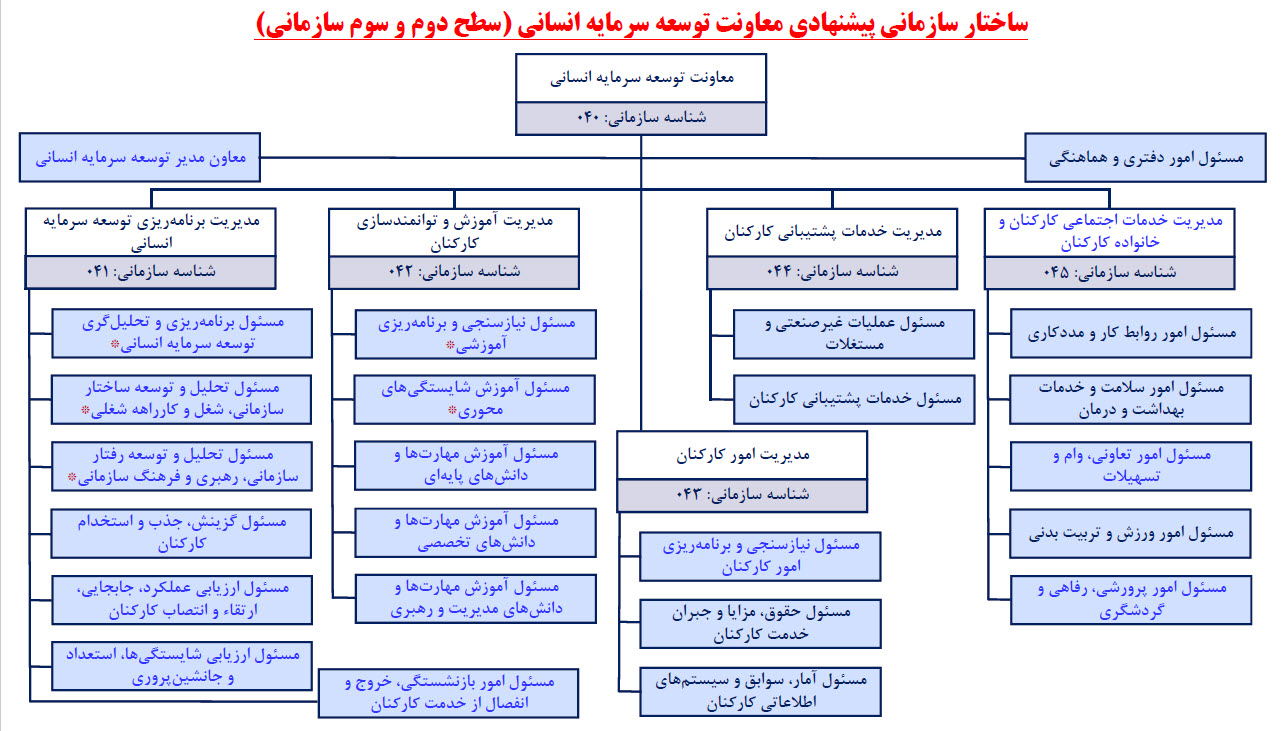 ساختار سازمانی پیشنهادی معاونت توسعه سرمایه انسانی (سطح دوم و سوم سازمانی)
معاونت توسعه سرمایه انسانی
شناسه سازمانی: ۰۴۰
مسئول امور دفتری و هماهنگی
معاون مدیر توسعه سرمایه انسانی
مدیریت خدمات اجتماعی کارکنان و
خانواده کارکنان
شناسه سازمانی: ۰۴۵
مسئول امور روابط کار و مددکاری
مسئول امور سلامت و خدمات
بهداشت و درمان
مسئول امور تعاونی، وام و
تسهیلات
مسئول امور ورزش و تربیت بدنی
مسئول امور پرورشی، رفاهی و
گردشگری
مدیریت خدمات پشتیبانی کارکنان
شناسه سازمانی: ۰۴۴
مسئول عملیات غیرصنعتی و
مستغلات
مسئول خدمات پشتیبانی کارکنان
مدیریت امور کارکنان
شناسه سازمانی: ۰۴۳
مسئول نیازسنجی و برنامه‌ریزی
امور کارکنان
مسئول حقوق، مزایا و جبران
خدمت کارکنان
مسئول آمار، سوابق و سیستم‌های
اطلاعاتی کارکنان
مدیریت آموزش و توانمندسازی
کارکنان
شناسه سازمانی: ۰۴۲
مسئول نیازسنجی و برنامه‌ریزی
آموزشی*
مسئول آموزش شایستگی‌های
محوری*
مسئول آموزش مهارت‌ها و
دانش‌های پایه‌ای
مسئول آموزش مهارت‌ها و
دانش‌های تخصصی
مسئول آموزش مهارت‌ها و
دانش‌های مدیریت و رهبری
مدیریت برنامه‌ریزی توسعه سرمایه
انسانی
شناسه سازمانی: ۰۴۱
مسئول برنامه‌ریزی و تحلیل‌گری
توسعه سرمایه انسانی*
مسئول تحلیل و توسعه ساختار
سازمانی، شغل و کارراهه شغلی*
مسئول تحلیل و توسعه رفتار
سازمانی، رهبری و فرهنگ سازمانی*
مسئول گزینش، جذب و استخدام
کارکنان
مسئول ارزیابی عملکرد، جابجایی،
ارتقاء و انتصاب کارکنان
مسئول ارزیابی شایستگی‌ها، استعداد
و جانشین‌پروری
مسئول امور بازنشستگی، خروج و
انفصال از خدمت کارکنان